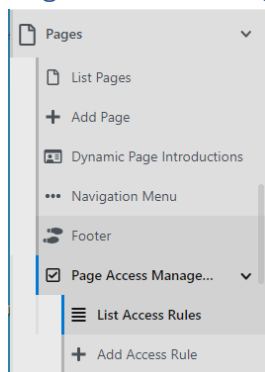 Pages
List Pages
Add Page
Dynamic Page Introductions
Navigation Menu
Footer
Page Access Manage...
List Access Rules
Add Access Rule